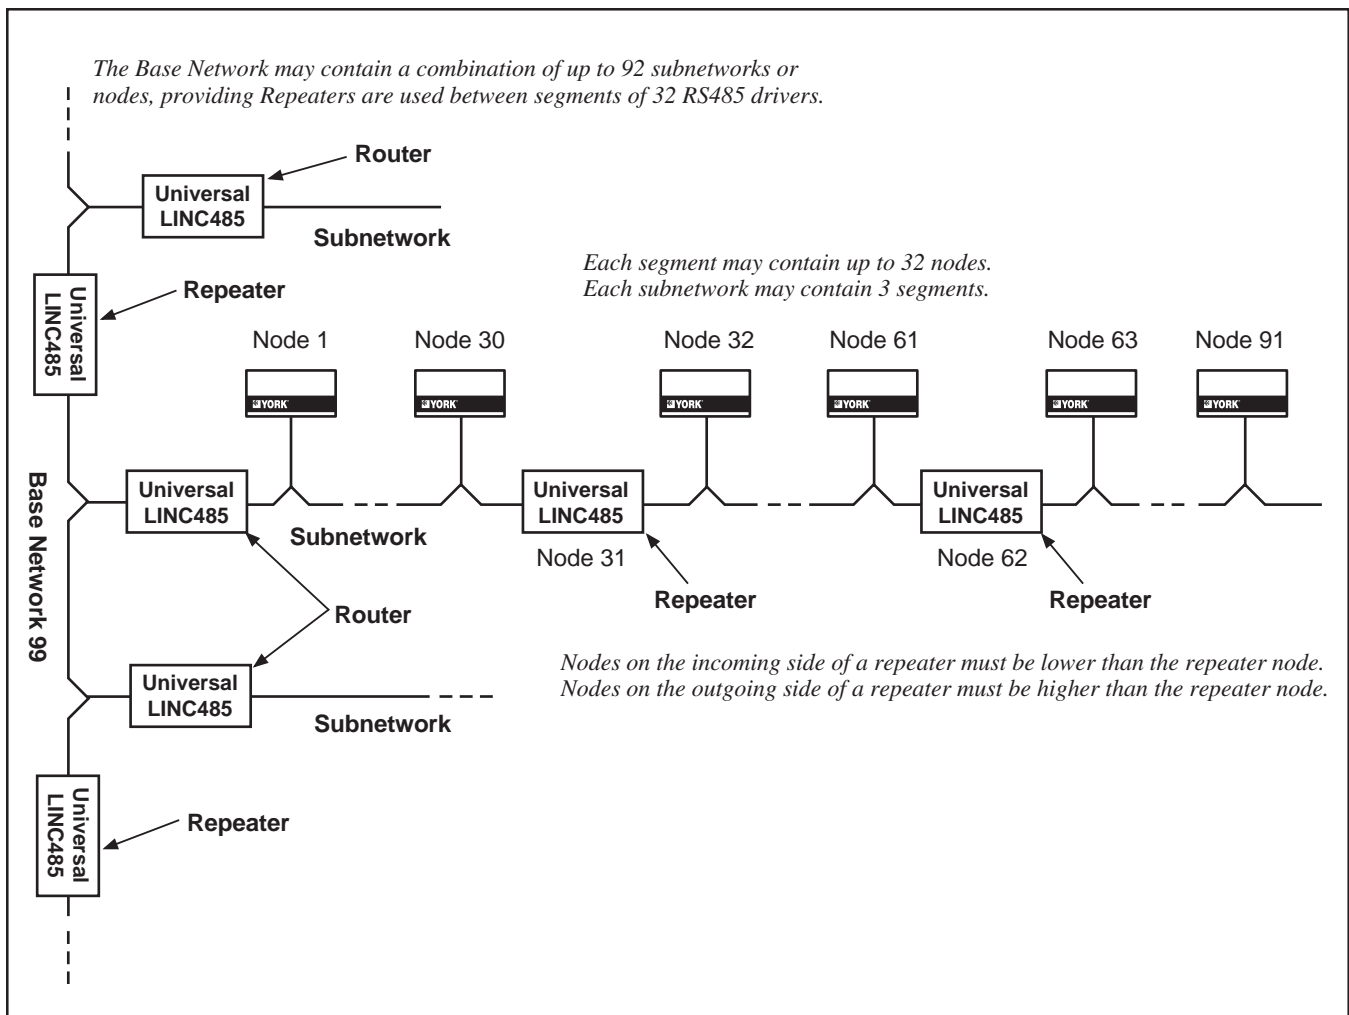 The Base Network may contain a combination of up to 92 subnetworks or
nodes, providing Repeaters are used between segments of 32 RS485 drivers.
Router
Universal
LINC485
Subnetwork
Each segment may contain up to 32 nodes.
Each subnetwork may contain 3 segments.
Repeater
Universal
LINC485
Node 1
Node 30
Node 32
Node 61
Node 63
Node 91
YORK
YORK
YORK
YORK
YORK
YORK
Base Network 99
Universal
LINC485
Subnetwork
Universal
LINC485
Node 31
Universal
LINC485
Node 62
Repeater
Repeater
Router
Nodes on the incoming side of a repeater must be lower than the repeater node.
Nodes on the outgoing side of a repeater must be higher than the repeater node.
Universal
LINC485
Subnetwork
Universal
LINC485
Repeater